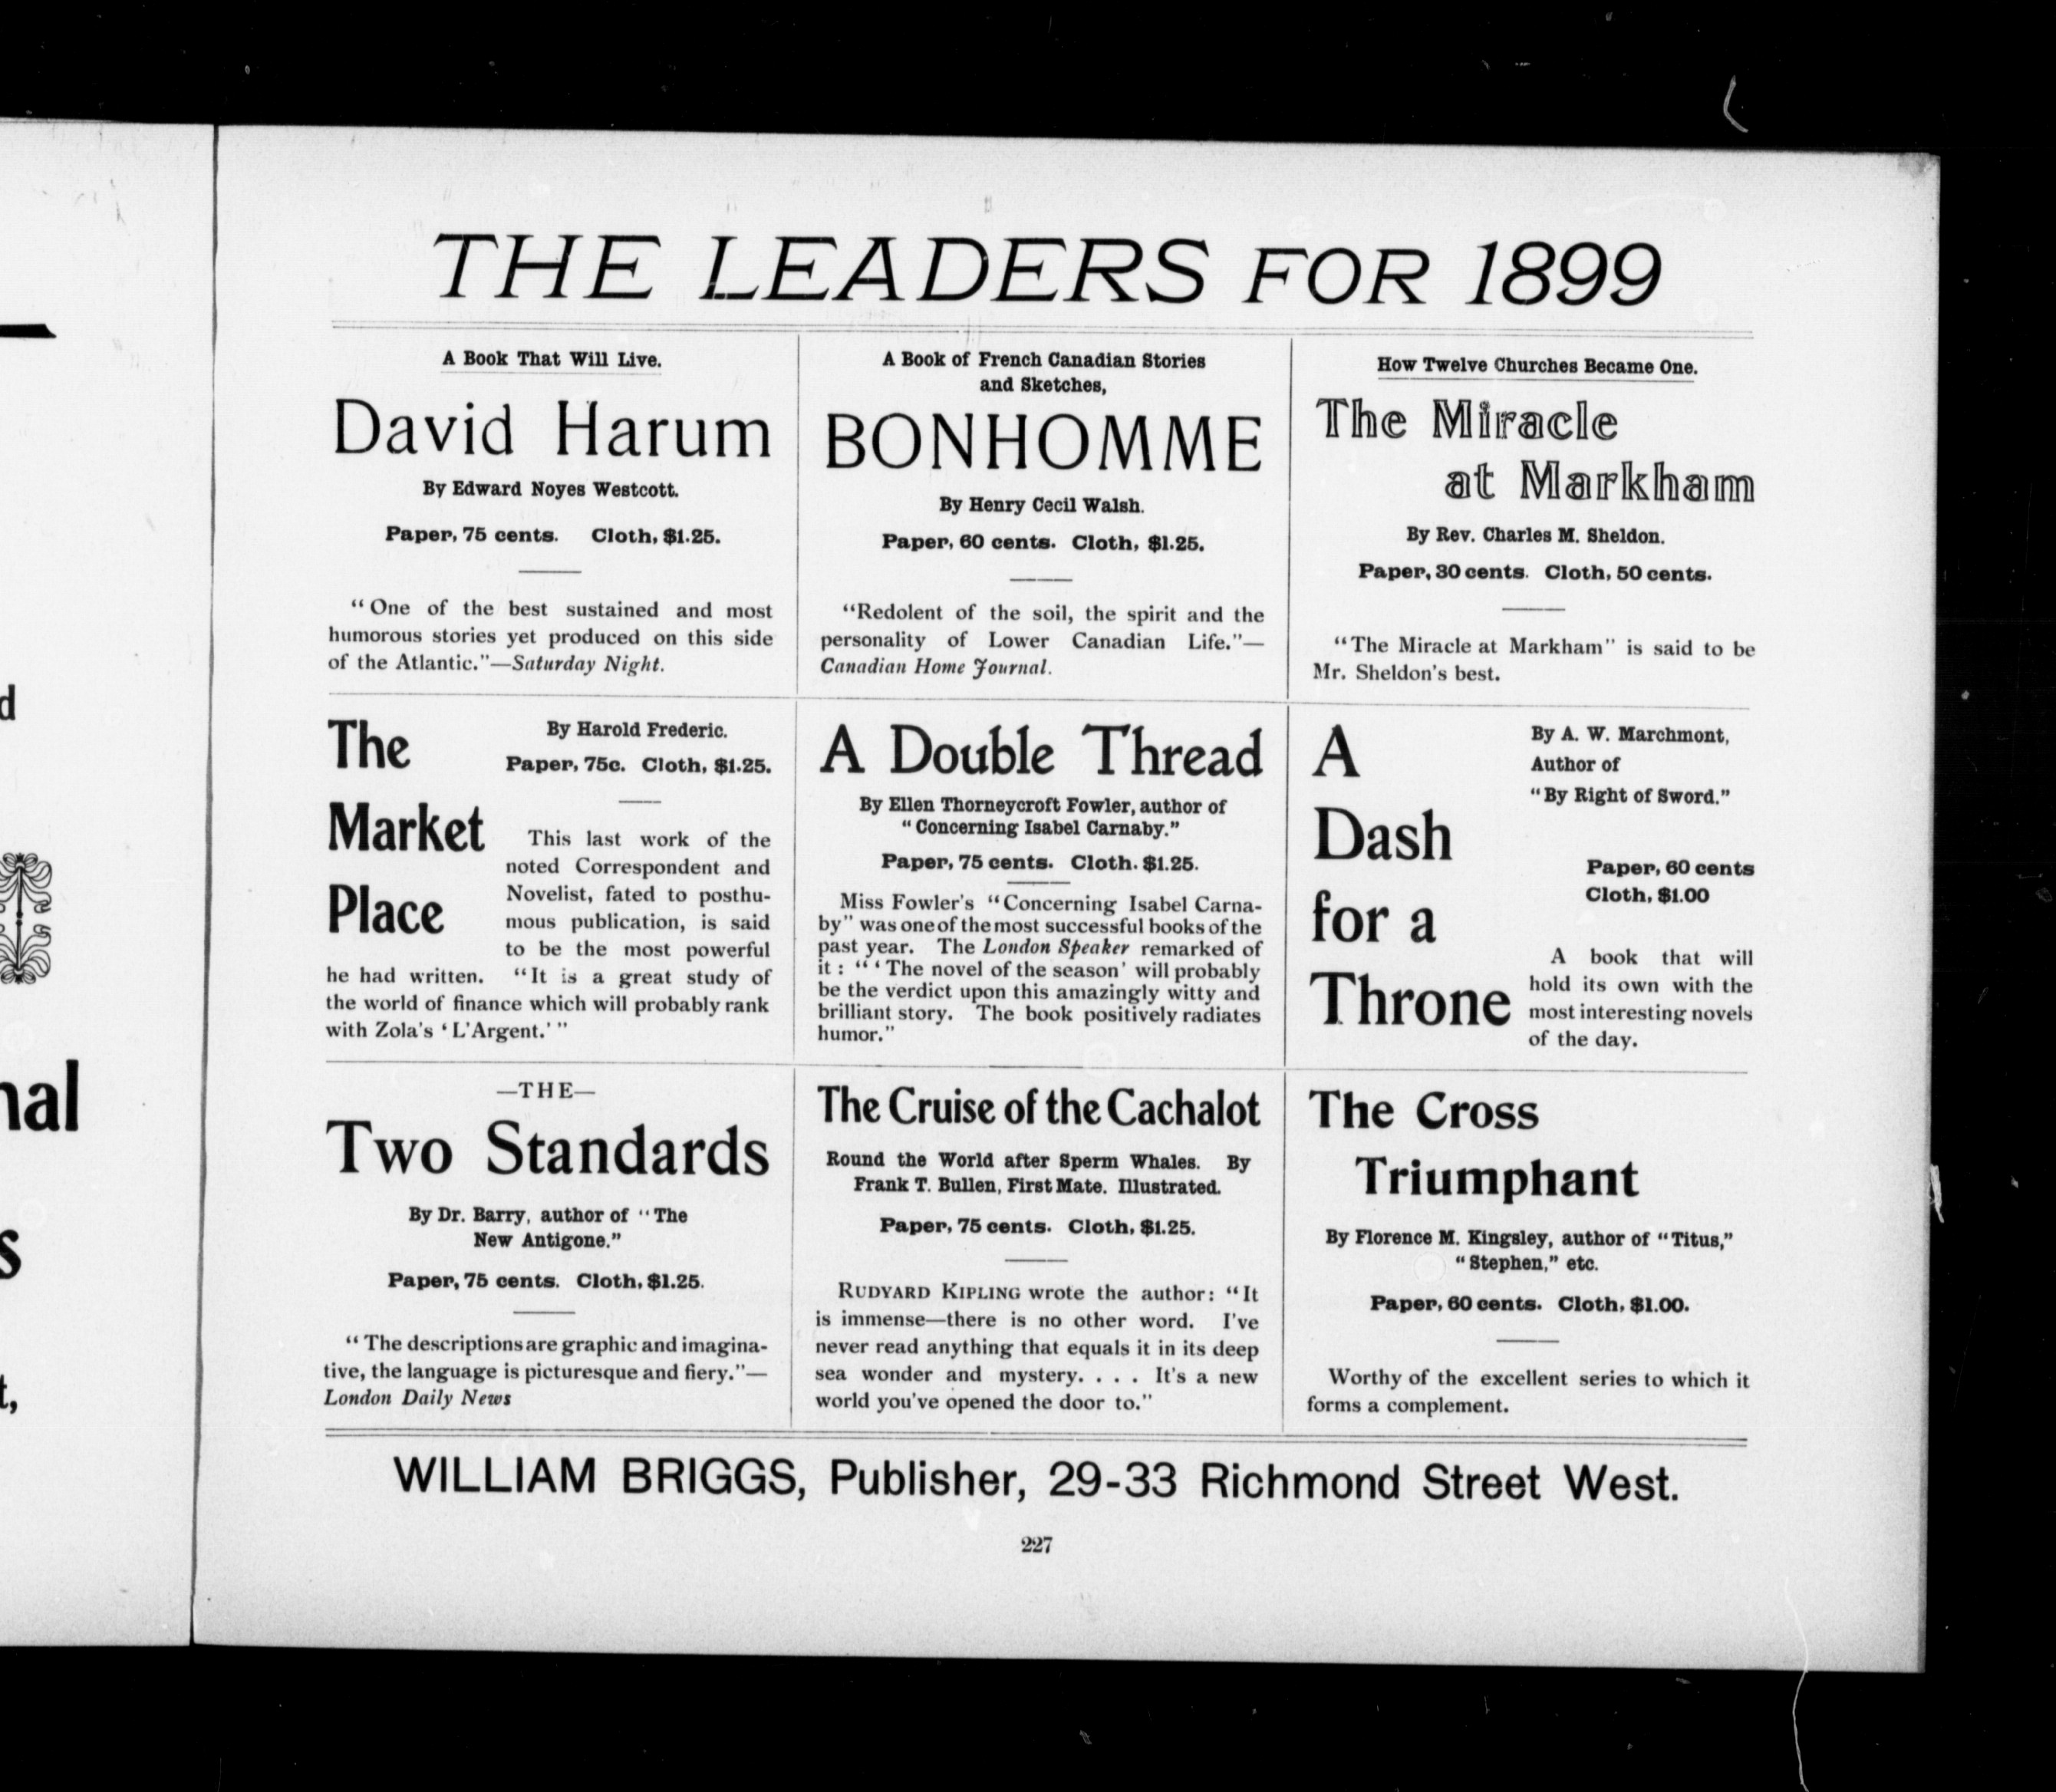 THE LEADERS FOR 1899
A Book That Will Live.
David Harum
By Edward Noyes Westcott.
Paper, 75 cents. Cloth, $1.25.
“One of the best sustained and most
humorous stories yet produced on this side
of the Atlantic.”—Saturday Night.
A Book of French Canadian Stories
and Sketches,
BONHOMME
By Henry Cecil Walsh.
Paper, 60 cents. Cloth, $1.25.
“Redolent of the soil, the spirit and the
personality of Lower Canadian Life.”—
Canadian Home Journal.
How Twelve Churches Became One.
The Miracle
at Markham
By Rev. Charles M. Sheldon.
Paper, 30 cents. Cloth, 50 cents.
“The Miracle at Markham” is said to be
Mr. Sheldon's best.
The
Market
Place
By Harold Frederic.
Paper, 75c. Cloth, $1.25.
This last work of the
noted Correspondent and
Novelist, fated to posthu-
mous publication, is said
to be the most powerful
he had written. “It is a great study of
the world of finance which will probably rank
with Zola's ‘L'Argent.’”
A Double Thread
By Ellen Thorneycroft Fowler, author of
“Concerning Isabel Carnaby.”
Paper, 75 cents. Cloth. $1.25.
Miss Fowler's “Concerning Isabel Carna-
by” was one of the most successful books of the
past year. The London Speaker remarked of
it : “‘The novel of the season’ will probably
be the verdict upon this amazingly witty and
brilliant story. The book positively radiates
humor.”
A
Dash
for a
Throne
By A. W. Marchmont,
Author of
“By Right of Sword.”
Paper, 60 cents
Cloth, $1.00
A book that will
hold its own with the
most interesting novels
of the day.
—THE—
Two Standards
By Dr. Barry, author of “The
New Antigone.”
Paper, 75 cents. Cloth, $1.25.
“The descriptions are graphic and imagina-
tive, the language is picturesque and fiery.”—
London Daily News
The Cruise of the Cachalot
Round the World after Sperm Whales. By
Frank T. Bullen, First Mate. Illustrated.
Paper, 75 cents. Cloth, $1.25.
RUDYARD KIPLING wrote the author: “It
is immense—there is no other word. I've
never read anything that equals it in its deep
sea wonder and mystery. . . . It's a new
world you've opened the door to.”
The Cross
Triumphant
By Florence M. Kingsley, author of “Titus,”
“Stephen,” etc.
Paper, 60 cents. Cloth, $1.00.
Worthy of the excellent series to which it
forms a complement.
WILLIAM BRIGGS, Publisher, 29-33 Richmond Street West.
227